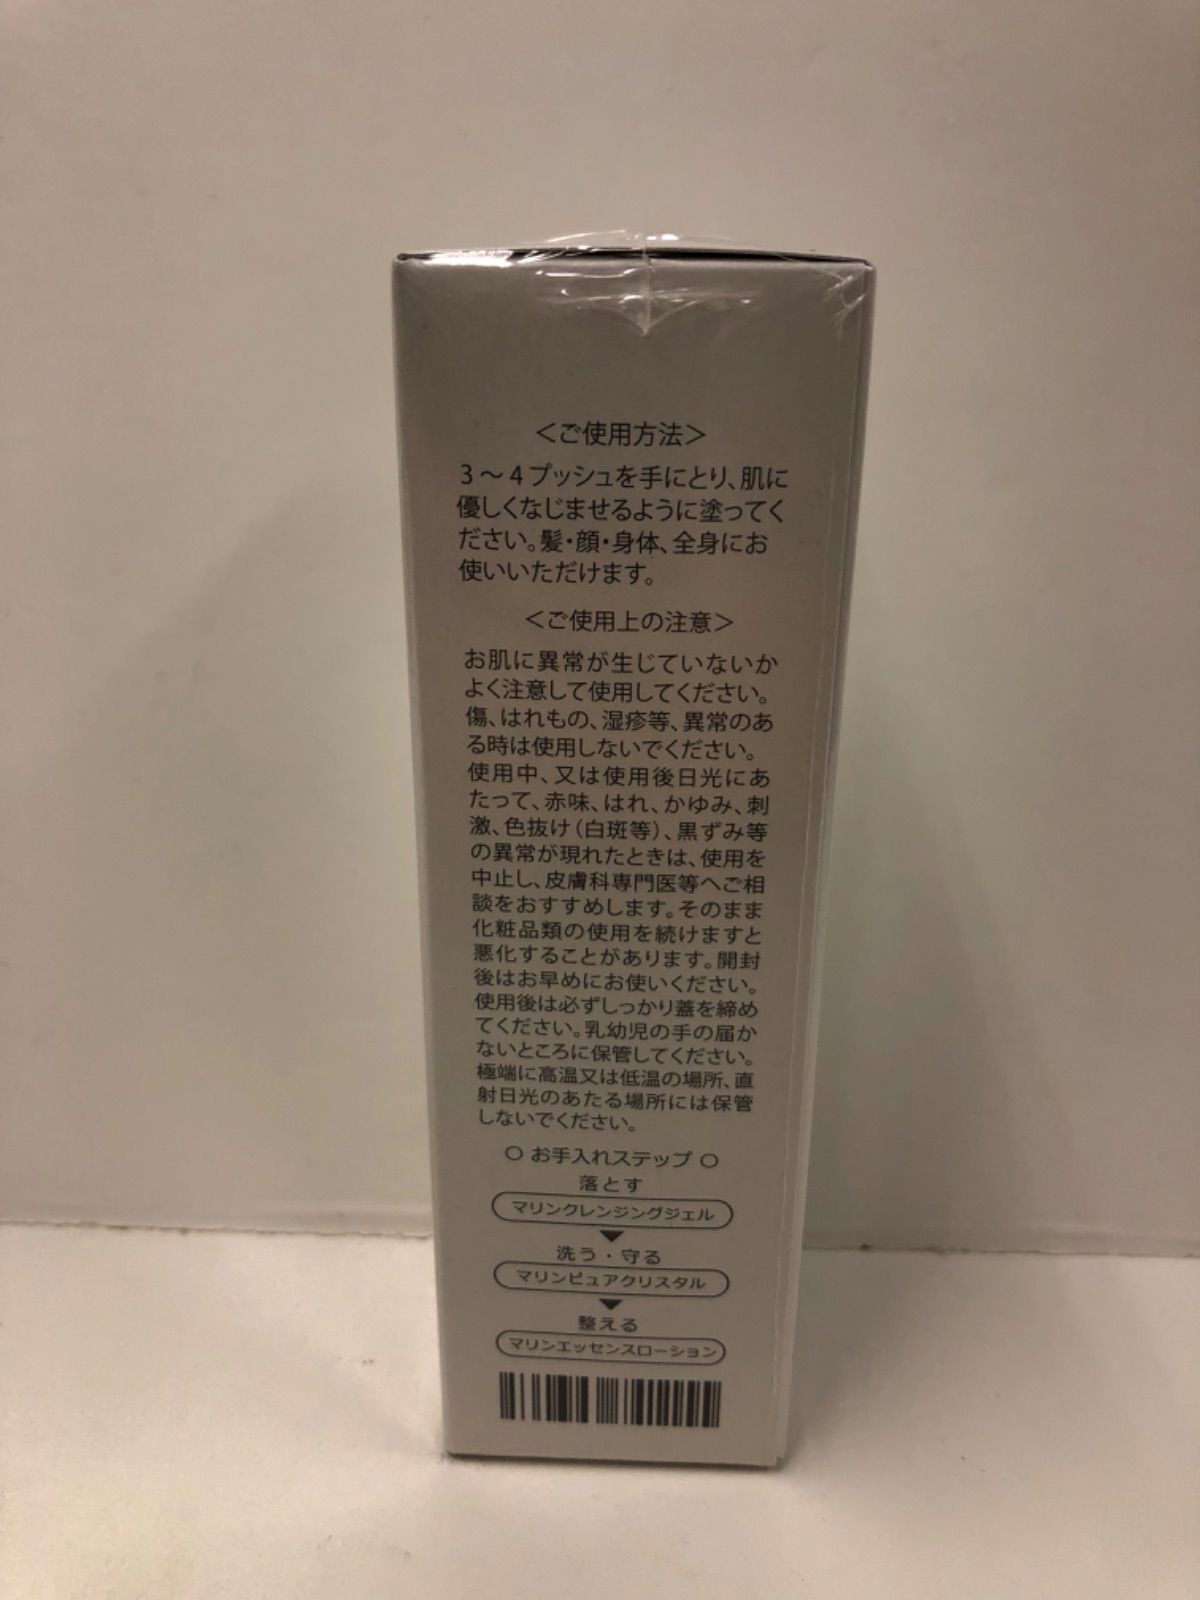 ＜ご使用方法＞
3～4プッシュを手にとり、肌に
優しくなじませるように塗ってく
ださい。髪・顔・身体、全身にお
使いいただけます。
＜ご使用上の注意＞
お肌に異常が生じていないか
よく注意して使用してください。
傷、はれもの、湿疹等、異常のあ
る時は使用しないでください。
使用中、又は使用後日光にあ
たって、赤味、はれ、かゆみ、刺
激、色抜け（白斑等）、黒ずみ等
の異常が現れたときは、使用を
中止し、皮膚科専門医等へご相
談をおすすめします。そのまま
化粧品類の使用を続けますと
悪化することがあります。開封
後はお早めにお使いください。
使用後は必ずしっかり蓋を締め
てください。乳幼児の手の届か
ないところに保管してください。
極端に高温又は低温の場所、直
射日光のあたる場所には保管
しないでください。
○ お手入れステップ ○
落とす
マリンクレンジングジェル
▼
洗う・守る
マリンピュアクリスタル
▼
整える
マリンエッセンスローション